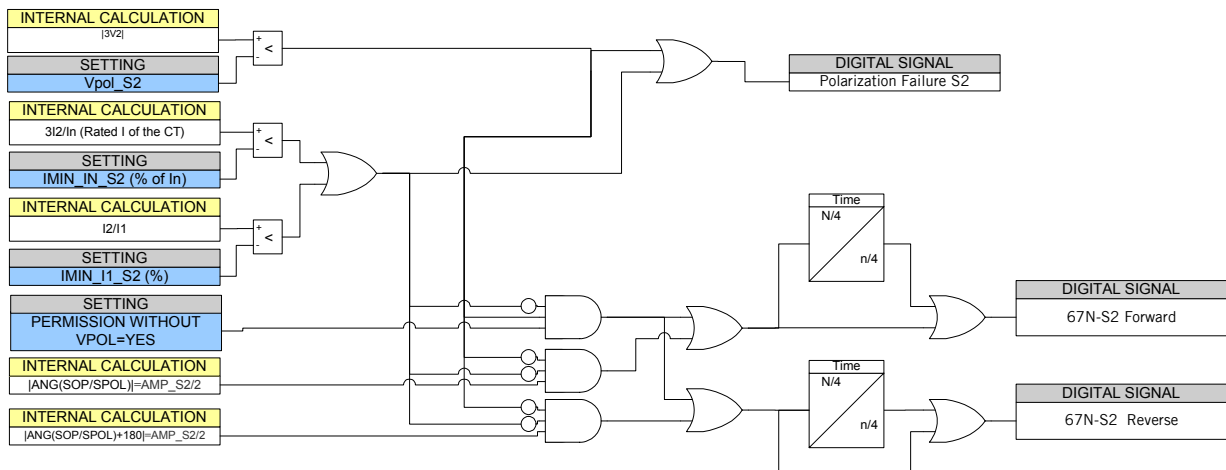 INTERNAL CALCULATION
|3V2|
SETTING
Vpol_S2
+
-
<
INTERNAL CALCULATION
3I2/In (Rated I of the CT)
SETTING
IMIN_IN_S2 (% of In)
+
-
<
INTERNAL CALCULATION
I2/I1
SETTING
IMIN_I1_S2 (%)
+
-
<
SETTING
PERMISSION WITHOUT
VPOL=YES
INTERNAL CALCULATION
|ANG(SOP/SPOL)|=AMP_S2/2
INTERNAL CALCULATION
|ANG(SOP/SPOL)+180|=AMP_S2/2
DIGITAL SIGNAL
Polarization Failure S2
Time
N/4
n/4
DIGITAL SIGNAL
67N-S2 Forward
Time
N/4
n/4
DIGITAL SIGNAL
67N-S2 Reverse